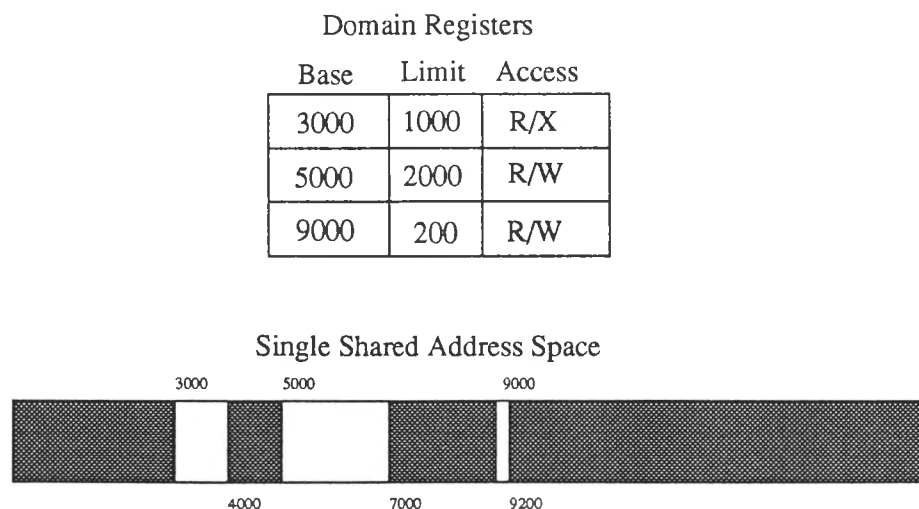 Domain Registers
Base Limit Access
3000 1000 R/X
5000 2000 R/W
9000 200 R/W
Single Shared Address Space
3000 5000 9000
4000 7000 9200